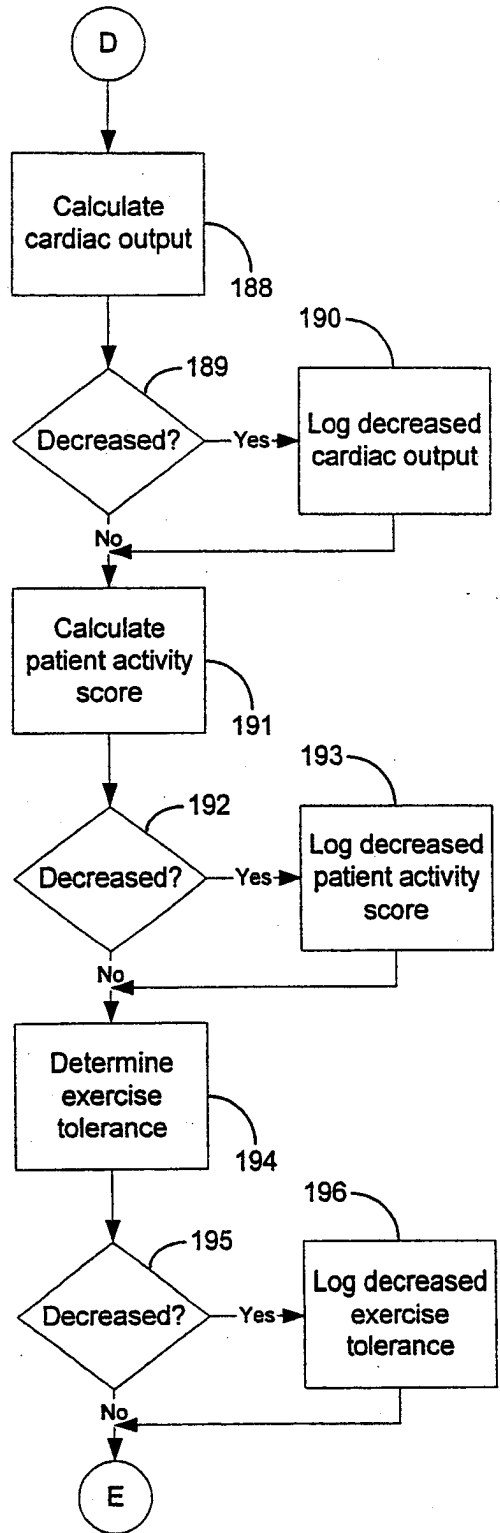 D
Calculate
cardiac output
188
190
189
Decreased?
Yes
Log decreased
cardiac output
No
Calculate
patient activity
score
191
193
192
Decreased?
Yes
Log decreased
patient activity
score
No
Determine
exercise
tolerance
194
196
195
Decreased?
Yes
Log decreased
exercise
tolerance
No
E